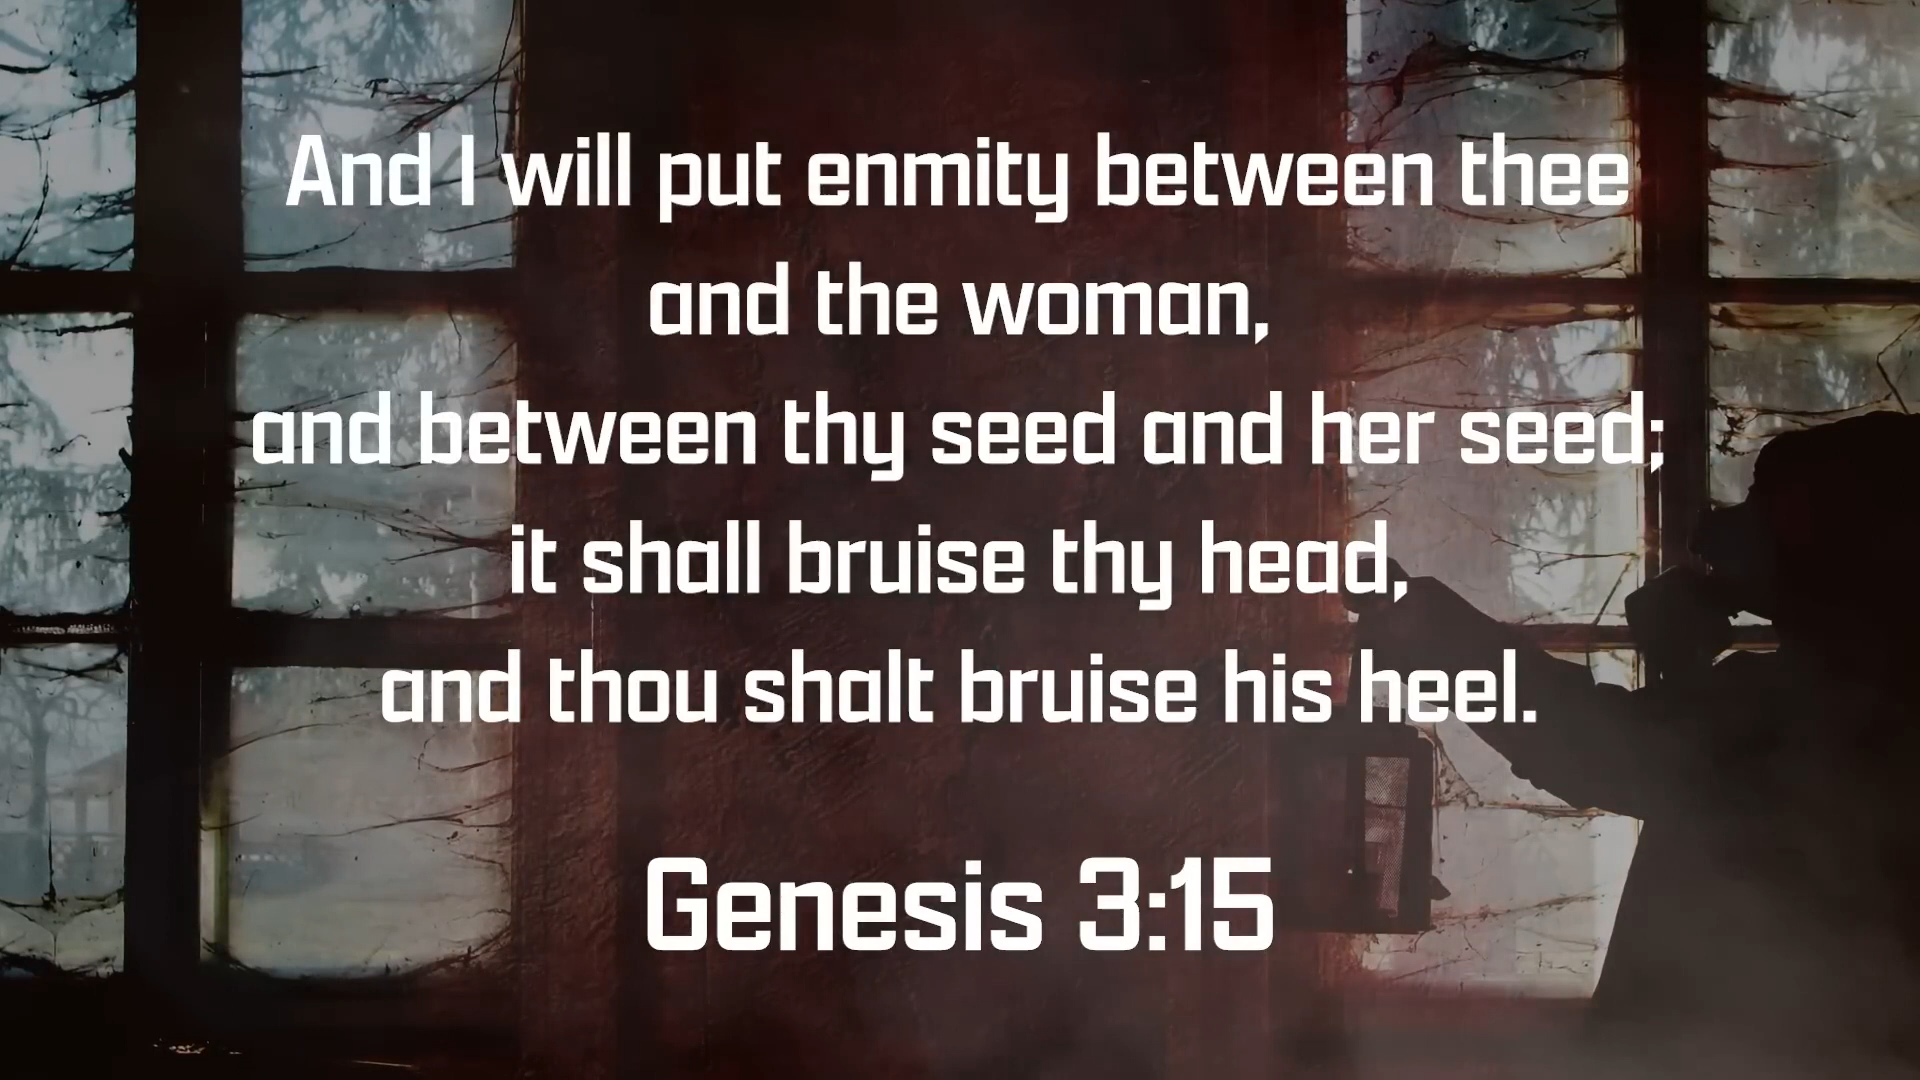 And I will put enmity between thee
and the woman,
and between thy seed and her seed;
it shall bruise thy head,
and thou shalt bruise his heel.
Genesis 3:15